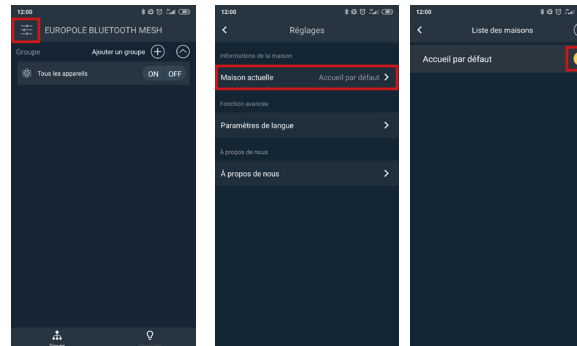 12:00
EUROPOLE BLUETOOTH MESH
Groupe Ajouter un groupe
Tous les appareils ON OFF
12:00
Réglages
Informations de la maison
Maison actuelle Accueil par défaut
Fonction avancée
Paramètres de langue
À propos de nous
À propos de nous
12:00
Liste des maisons
Accueil par défaut